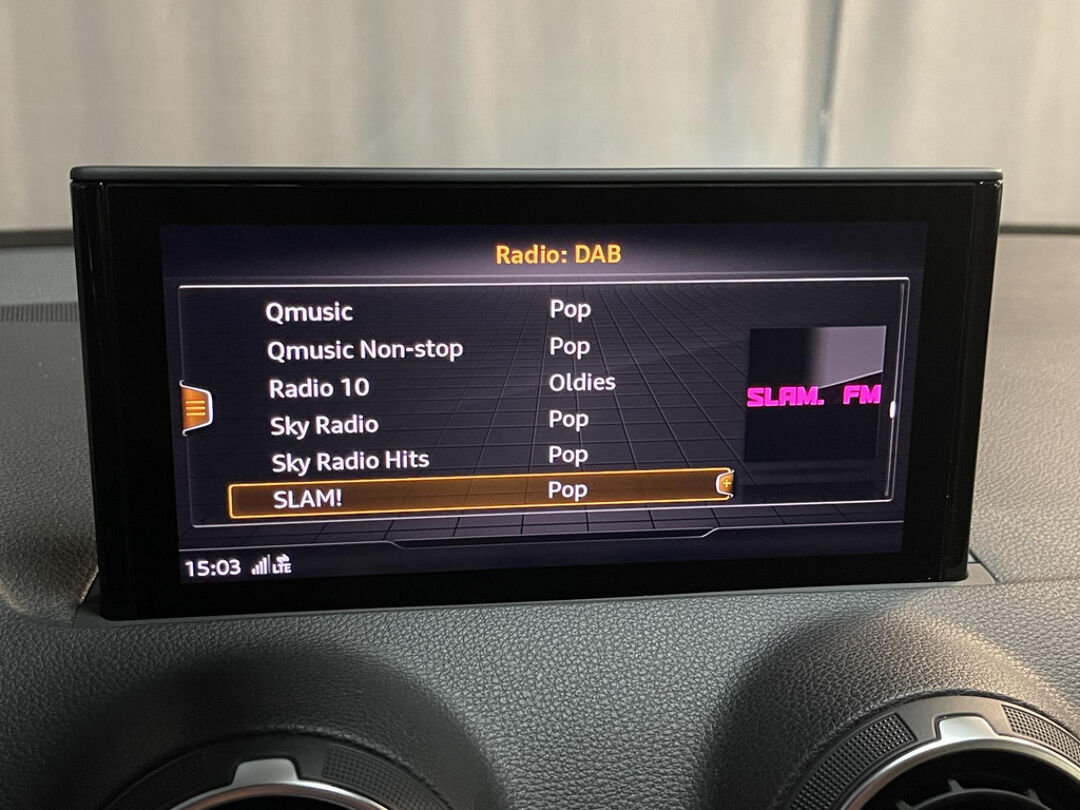 Radio: DAB
Qmusic Pop
Qmusic Non-stop Pop
Radio 10 Oldies
Sky Radio Pop
Sky Radio Hits Pop
SLAM! Pop
SLAM. FM
15:03 LTE